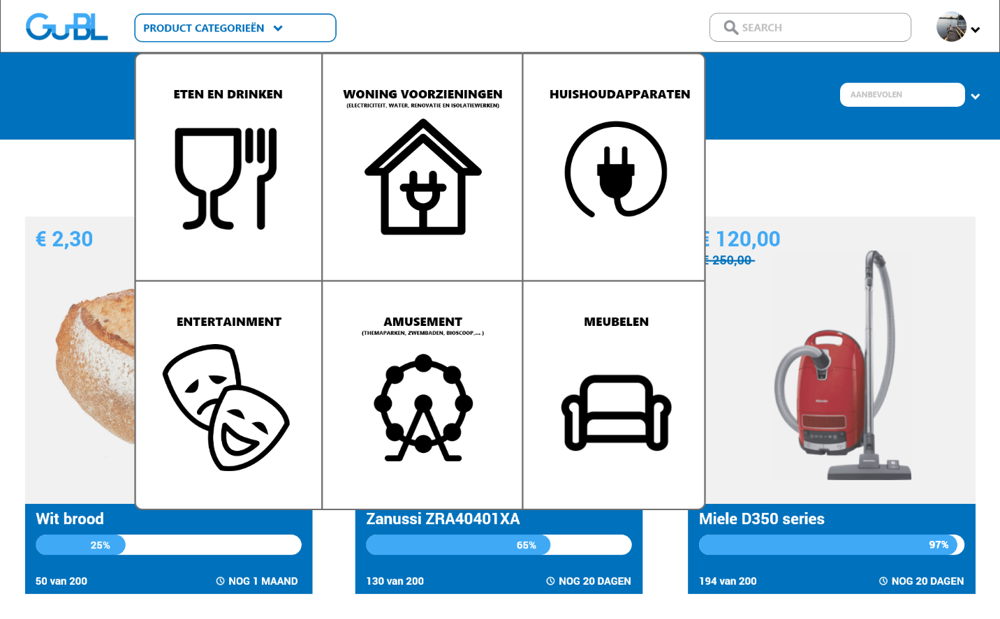 GuBL
PRODUCT CATEGORIEËN
SEARCH
AANBEVOLEN
ETEN EN DRINKEN
WONING VOORZIENINGEN
(ELECTRICITEIT, WATER, RENOVATIE EN ISOLATIEWERKEN)
HUISHOUDAPPARATEN
ENTERTAINMENT
AMUSEMENT
(THEMAPARKEN, ZWEMBADEN, BIOSCOOP,... )
MEUBELEN
€ 2,30
€ 120,00
€ 250,00
Miele
Wit brood
25%
50 van 200
NOG 1 MAAND
Zanussi ZRA40401XA
65%
130 van 200
NOG 20 DAGEN
Miele D350 series
97%
194 van 200
NOG 20 DAGEN